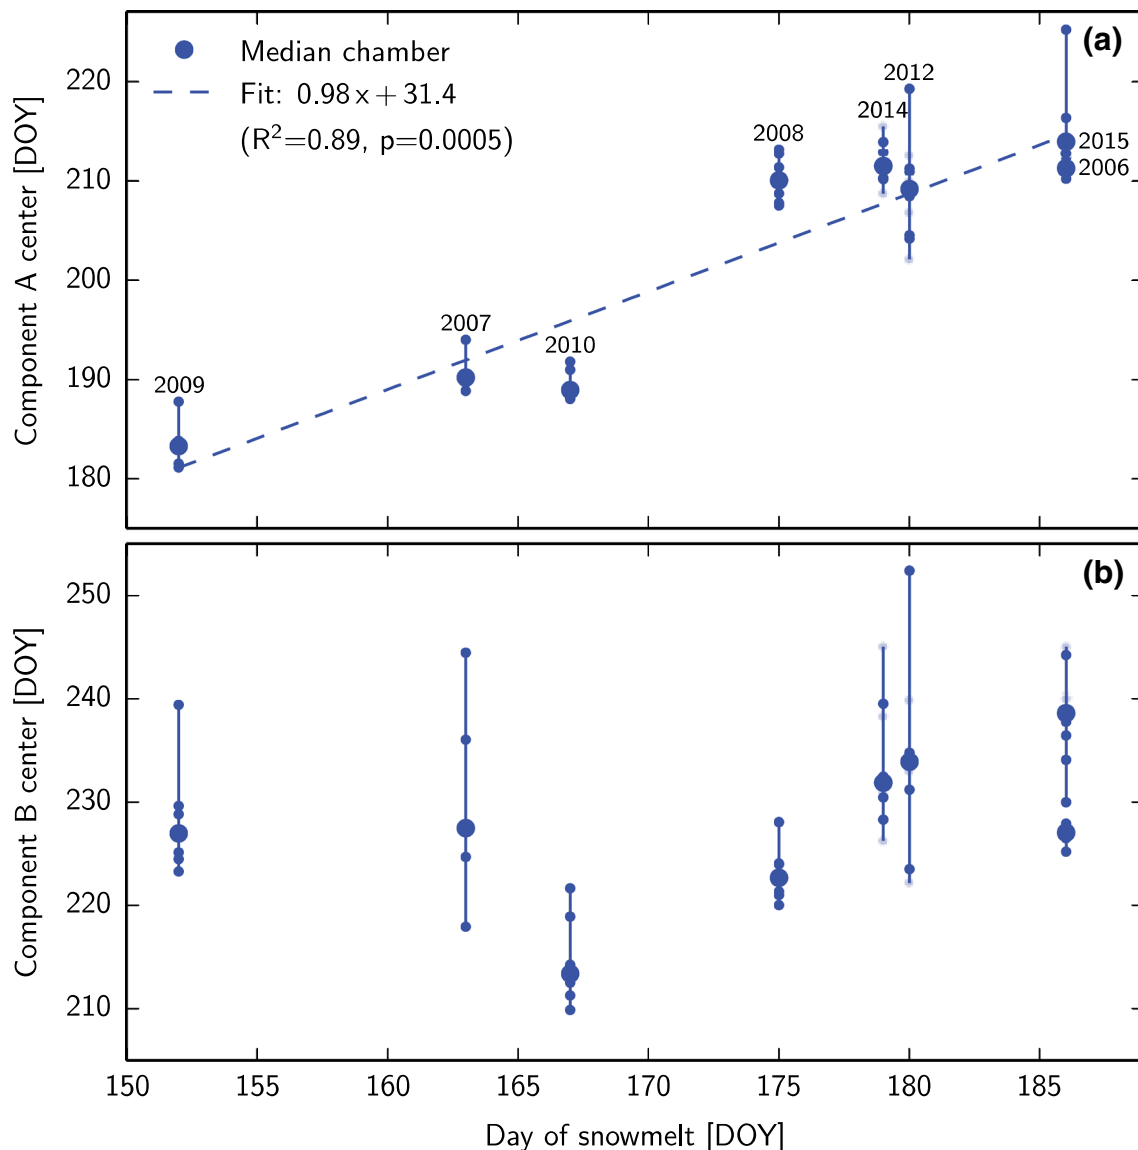 (a)
Median chamber
Fit: 0.98x + 31.4
(R²=0.89, p=0.0005)
2012
2014
2008
2015
2006
2007
2010
2009
220
210
200
190
180
Component A center [DOY]
(b)
250
240
230
220
210
Component B center [DOY]
150 155 160 165 170 175 180 185
Day of snowmelt [DOY]